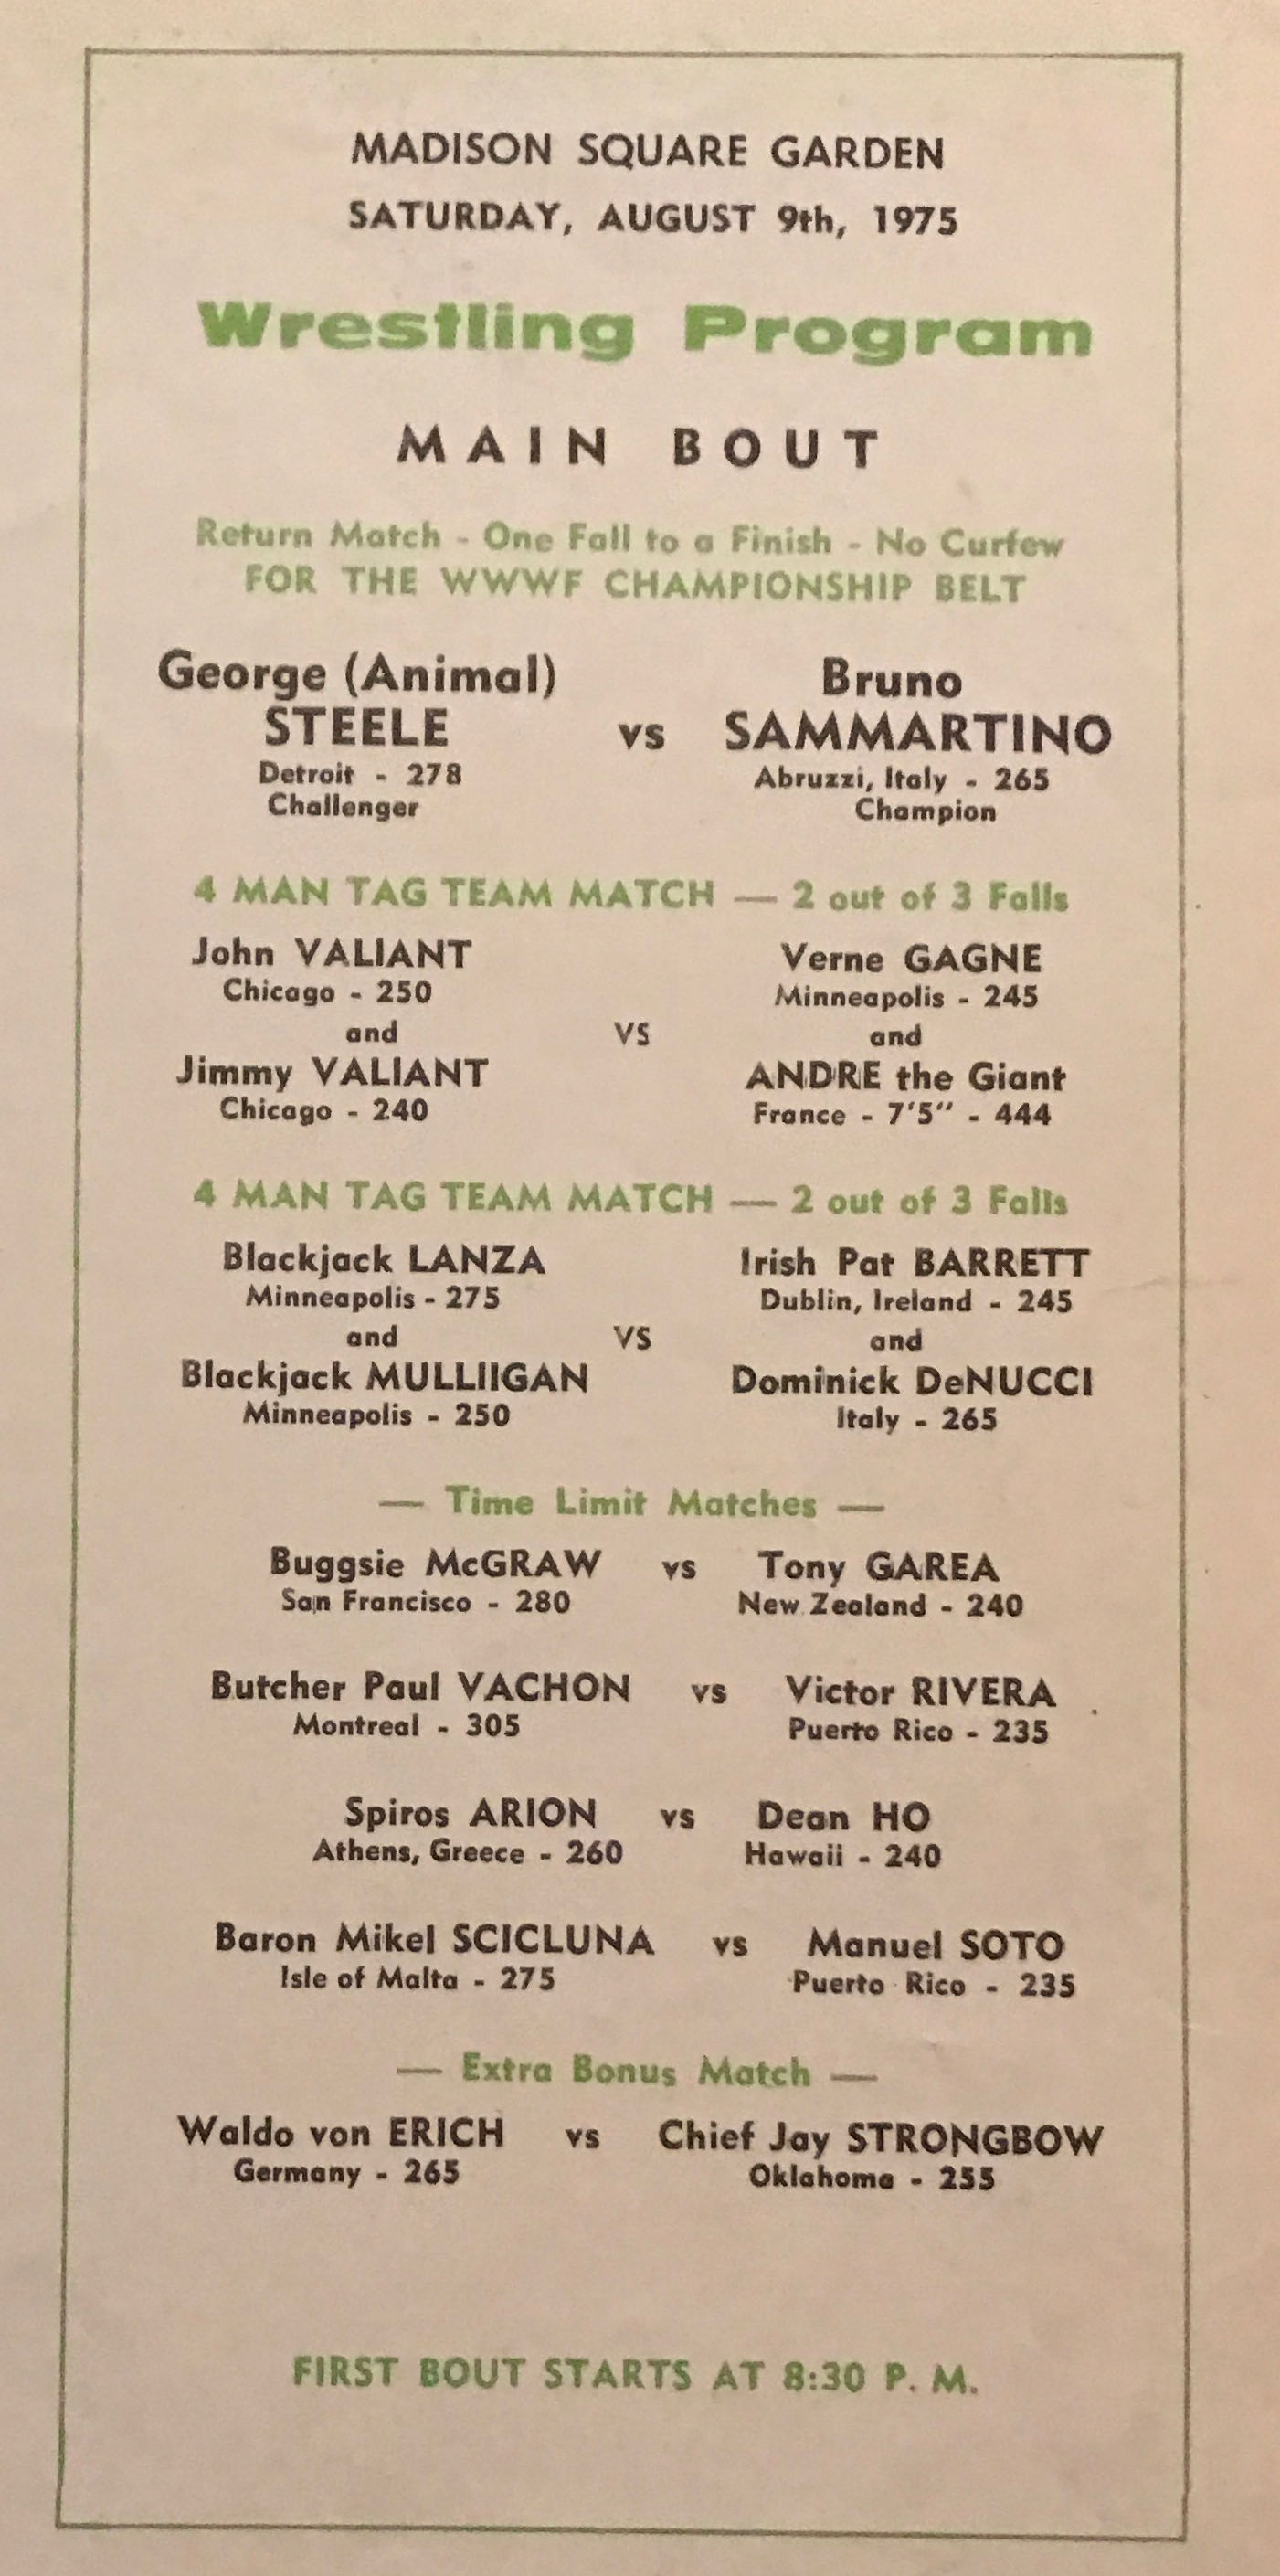 MADISON SQUARE GARDEN
SATURDAY, AUGUST 9th, 1975
Wrestling Program
MAIN BOUT
Return Match - One Fall to a Finish - No Curfew
FOR THE WWWF CHAMPIONSHIP BELT
George (Animal) Bruno
STEELE vs SAMMARTINO
Detroit - 278 Abruzzi, Italy - 265
Challenger Champion
4 MAN TAG TEAM MATCH — 2 out of 3 Falls
John VALIANT Verne GAGNE
Chicago - 250 Minneapolis - 245
and VS and
Jimmy VALIANT ANDRE the Giant
Chicago - 240 France - 7'5" - 444
4 MAN TAG TEAM MATCH — 2 out of 3 Falls
Blackjack LANZA Irish Pat BARRETT
Minneapolis - 275 Dublin, Ireland - 245
and VS and
Blackjack MULLIIGAN Dominick DeNUCCI
Minneapolis - 250 Italy - 265
— Time Limit Matches —
Buggsie McGRAW vs Tony GAREA
San Francisco - 280 New Zealand - 240
Butcher Paul VACHON vs Victor RIVERA
Montreal - 305 Puerto Rico - 235
Spiros ARION vs Dean HO
Athens, Greece - 260 Hawaii - 240
Baron Mikel SCICLUNA vs Manuel SOTO
Isle of Malta - 275 Puerto Rico - 235
— Extra Bonus Match —
Waldo von ERICH vs Chief Jay STRONGBOW
Germany - 265 Oklahoma - 255
FIRST BOUT STARTS AT 8:30 P. M.